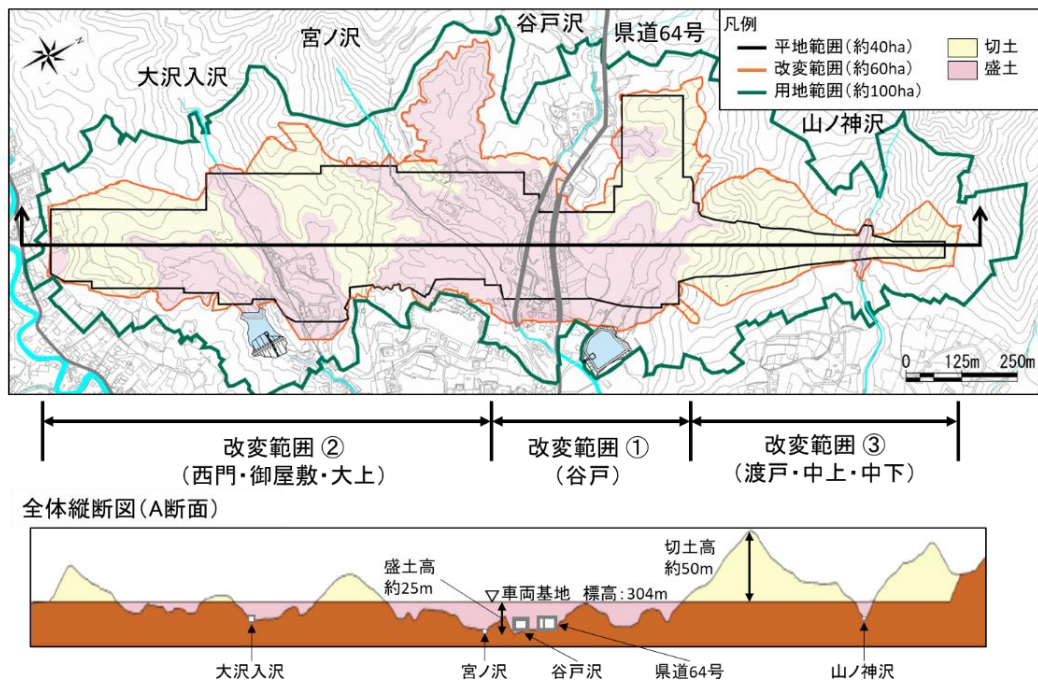 谷戸沢
県道64号
宮ノ沢
大沢入沢
山ノ神沢
凡例
平地範囲(約40ha)
改変範囲(約60ha)
用地範囲(約100ha)
切土
盛土
0 125m 250m
改変範囲 ②
(西門・御屋敷・大上)
改変範囲 ①
(谷戸)
改変範囲 ③
(渡戸・中上・中下)
全体縦断図(A断面)
盛土高
約25m
▽車両基地 標高:304m
切土高
約50m
大沢入沢
宮ノ沢
谷戸沢
県道64号
山ノ神沢